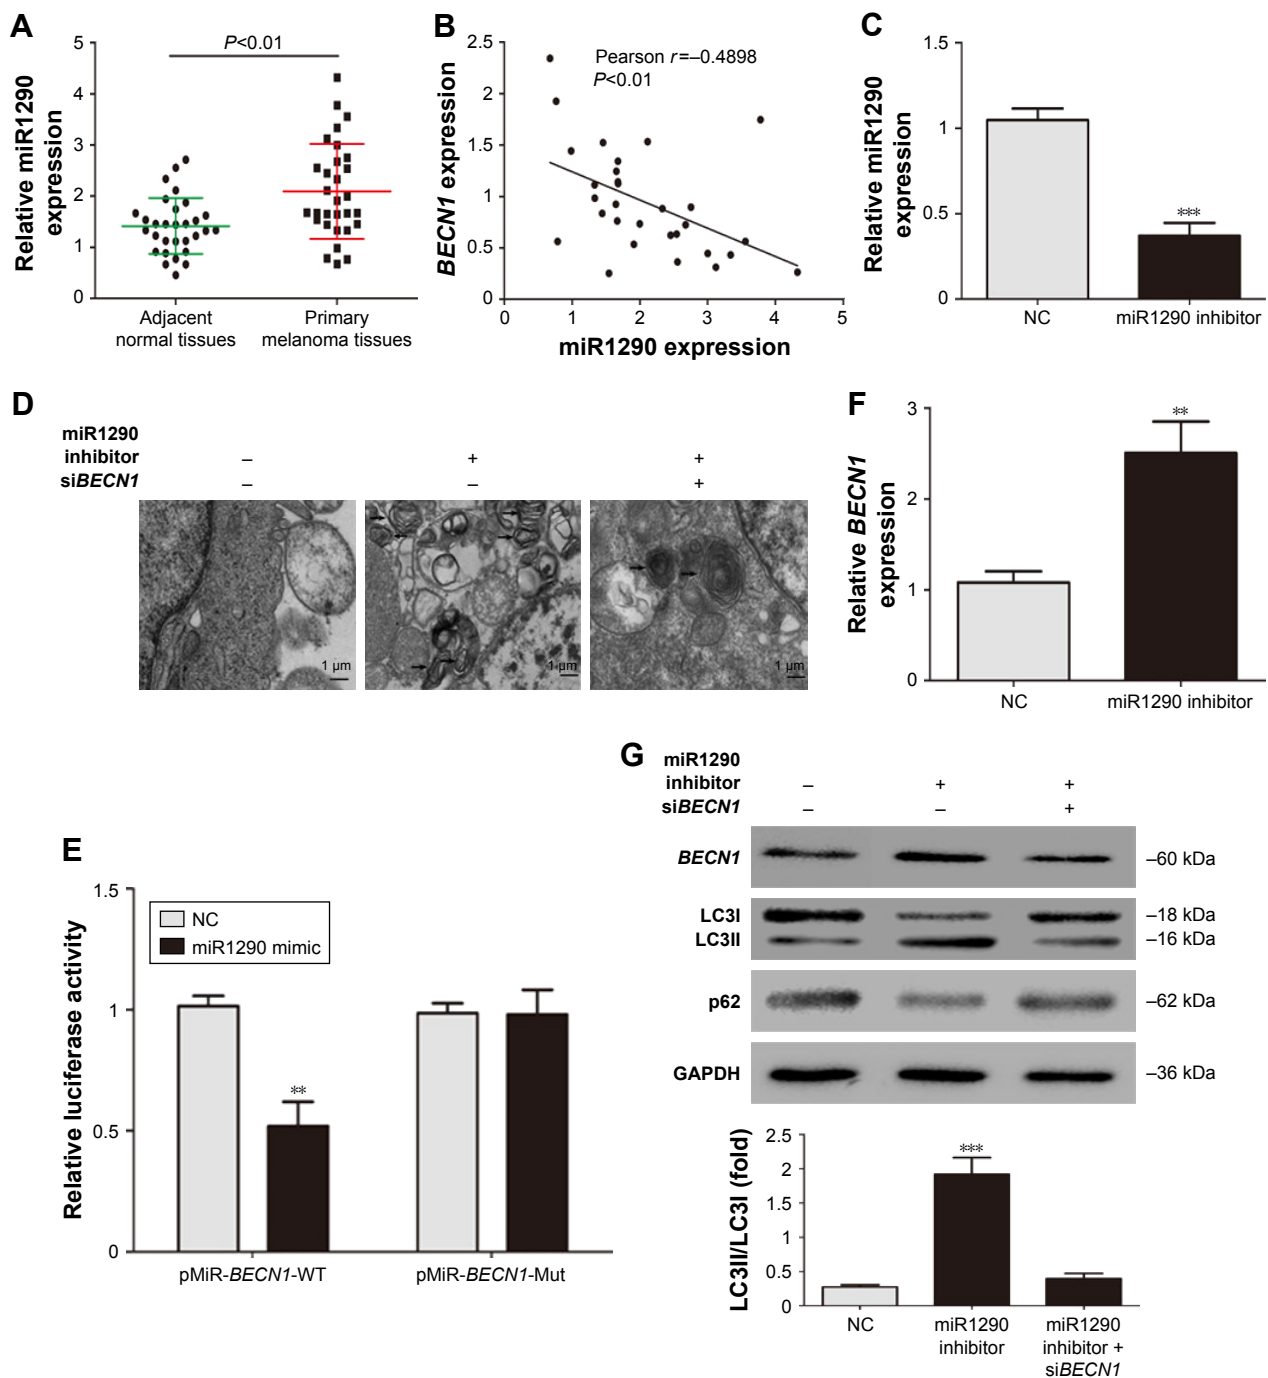 A
Relative miR1290
expression
5
4
3
2
1
0
P<0.01
Adjacent
normal tissues
Primary
melanoma tissues
B
BECN1 expression
2.5
2
1.5
1
0.5
0
Pearson r=–0.4898
P<0.01
0 1 2 3 4 5
miR1290 expression
C
Relative miR1290
expression
1.5
1
0.5
0
***
NC miR1290 inhibitor
D
miR1290
inhibitor – + +
siBECN1 – – +
1 µm 1 µm 1 µm
F
Relative BECN1
expression
3
2
1
0
**
NC miR1290 inhibitor
E
Relative luciferase activity
1.5
1
0.5
0
NC
miR1290 mimic
**
pMiR-BECN1-WT pMiR-BECN1-Mut
G
miR1290
inhibitor – + +
siBECN1 – – +
BECN1 –60 kDa
LC3I –18 kDa
LC3II –16 kDa
p62 –62 kDa
GAPDH –36 kDa
LC3II/LC3I (fold)
2.5
2
1.5
1
0.5
0
***
NC
miR1290
inhibitor
miR1290
inhibitor +
siBECN1